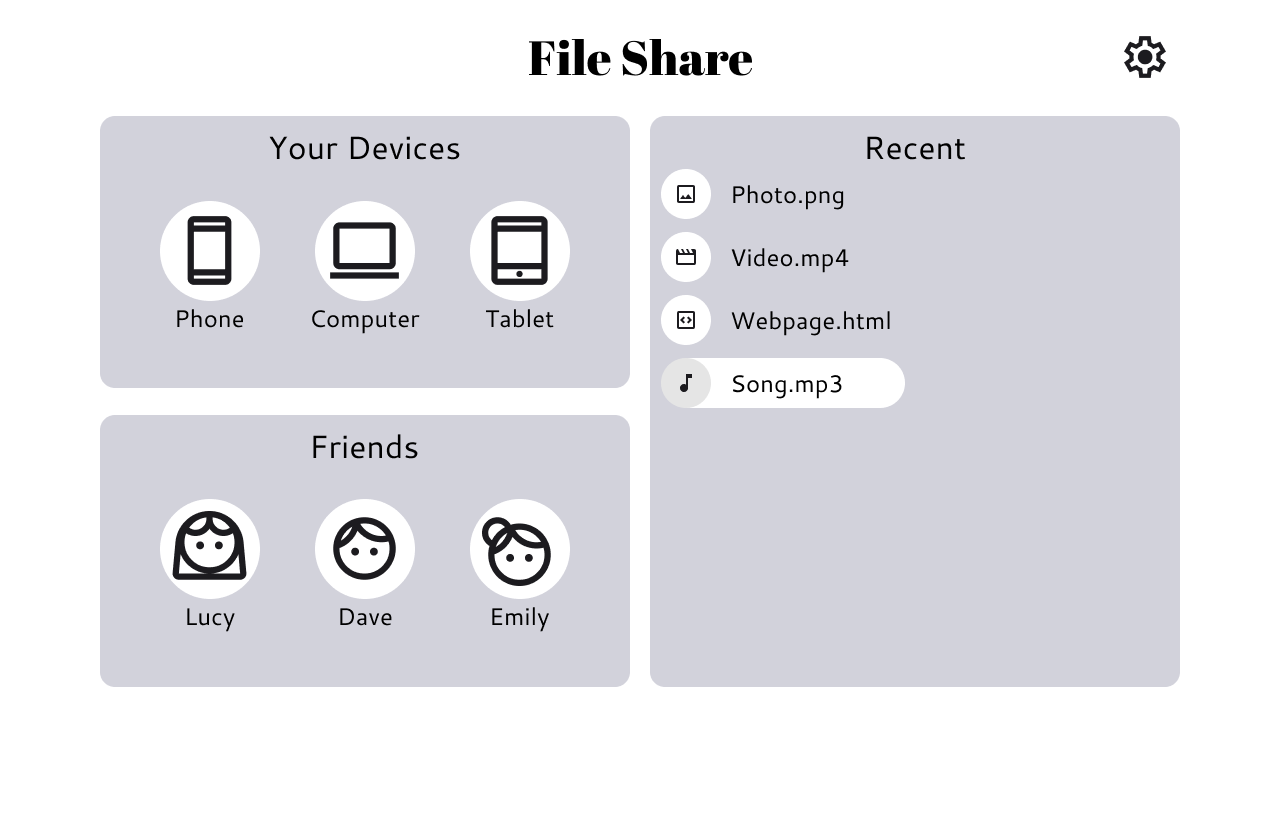 File Share
Your Devices
Phone
Computer
Tablet
Friends
Lucy
Dave
Emily
Recent
Photo.png
Video.mp4
Webpage.html
Song.mp3